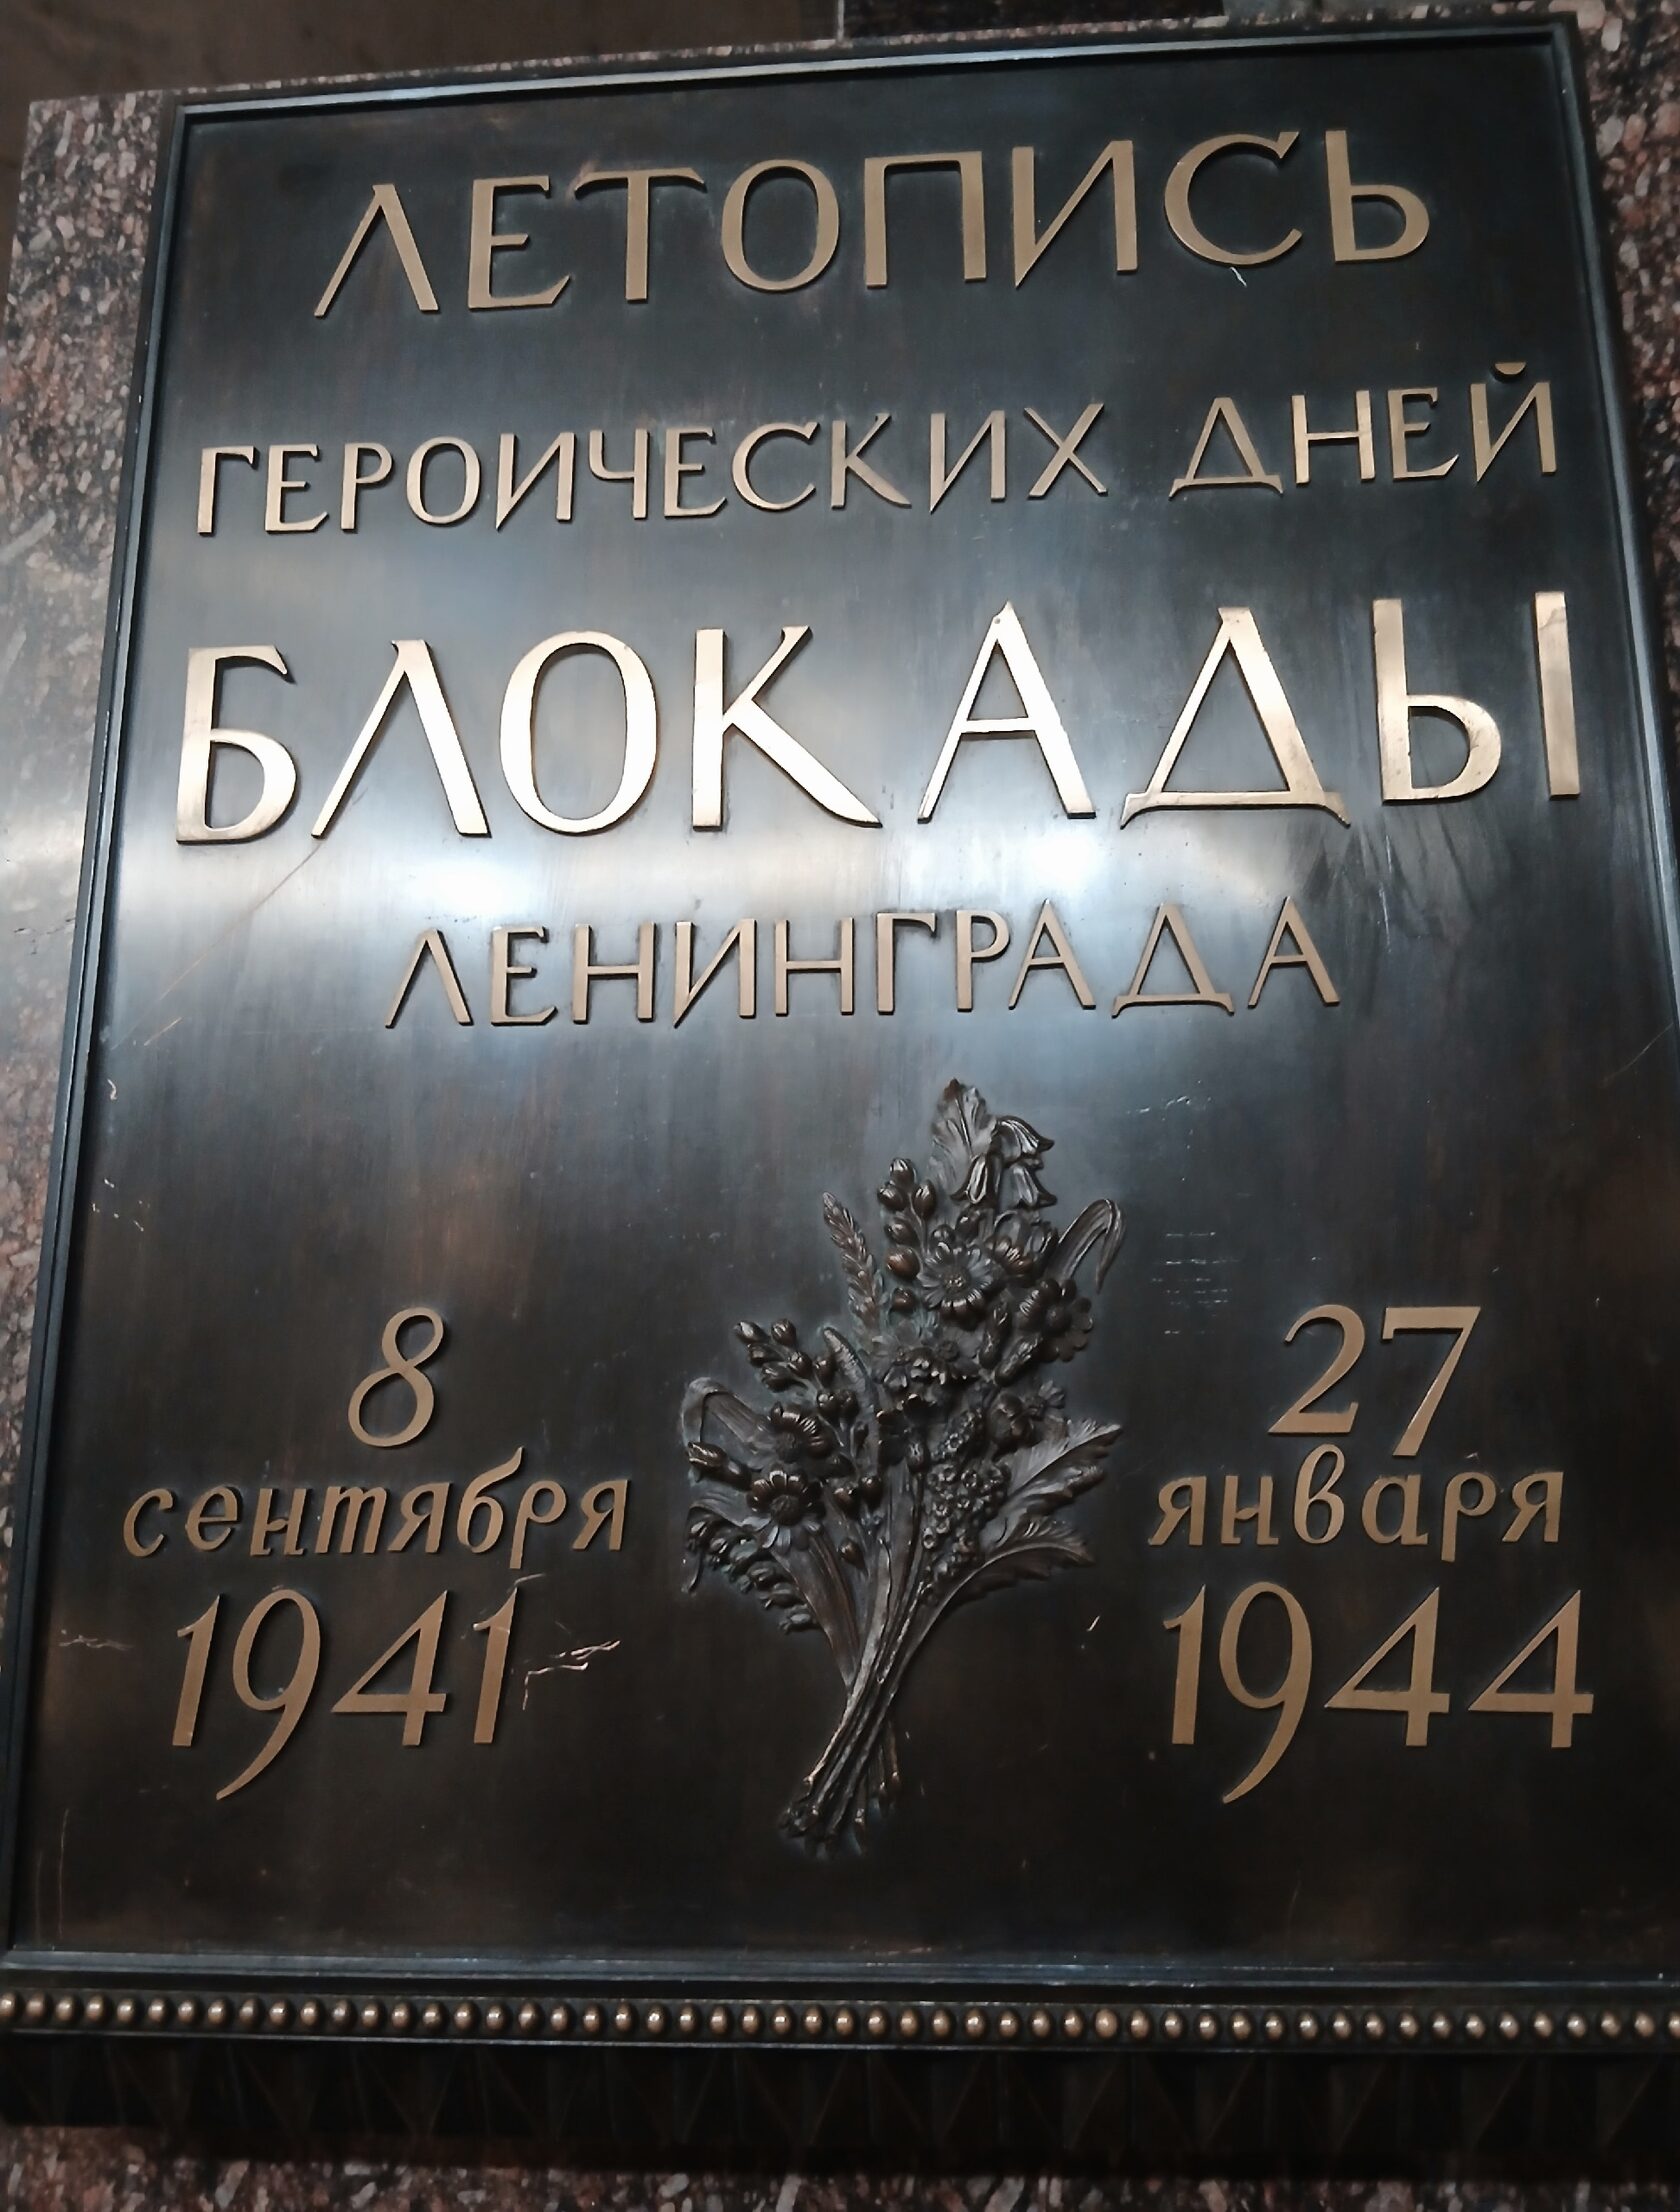 ЛЕТОПИСЬ
ГЕРОИЧЕСКИХ ДНЕЙ
БЛОКАДЫ
ЛЕНИНГРАДА
8
сентября
1941
27
января
1944